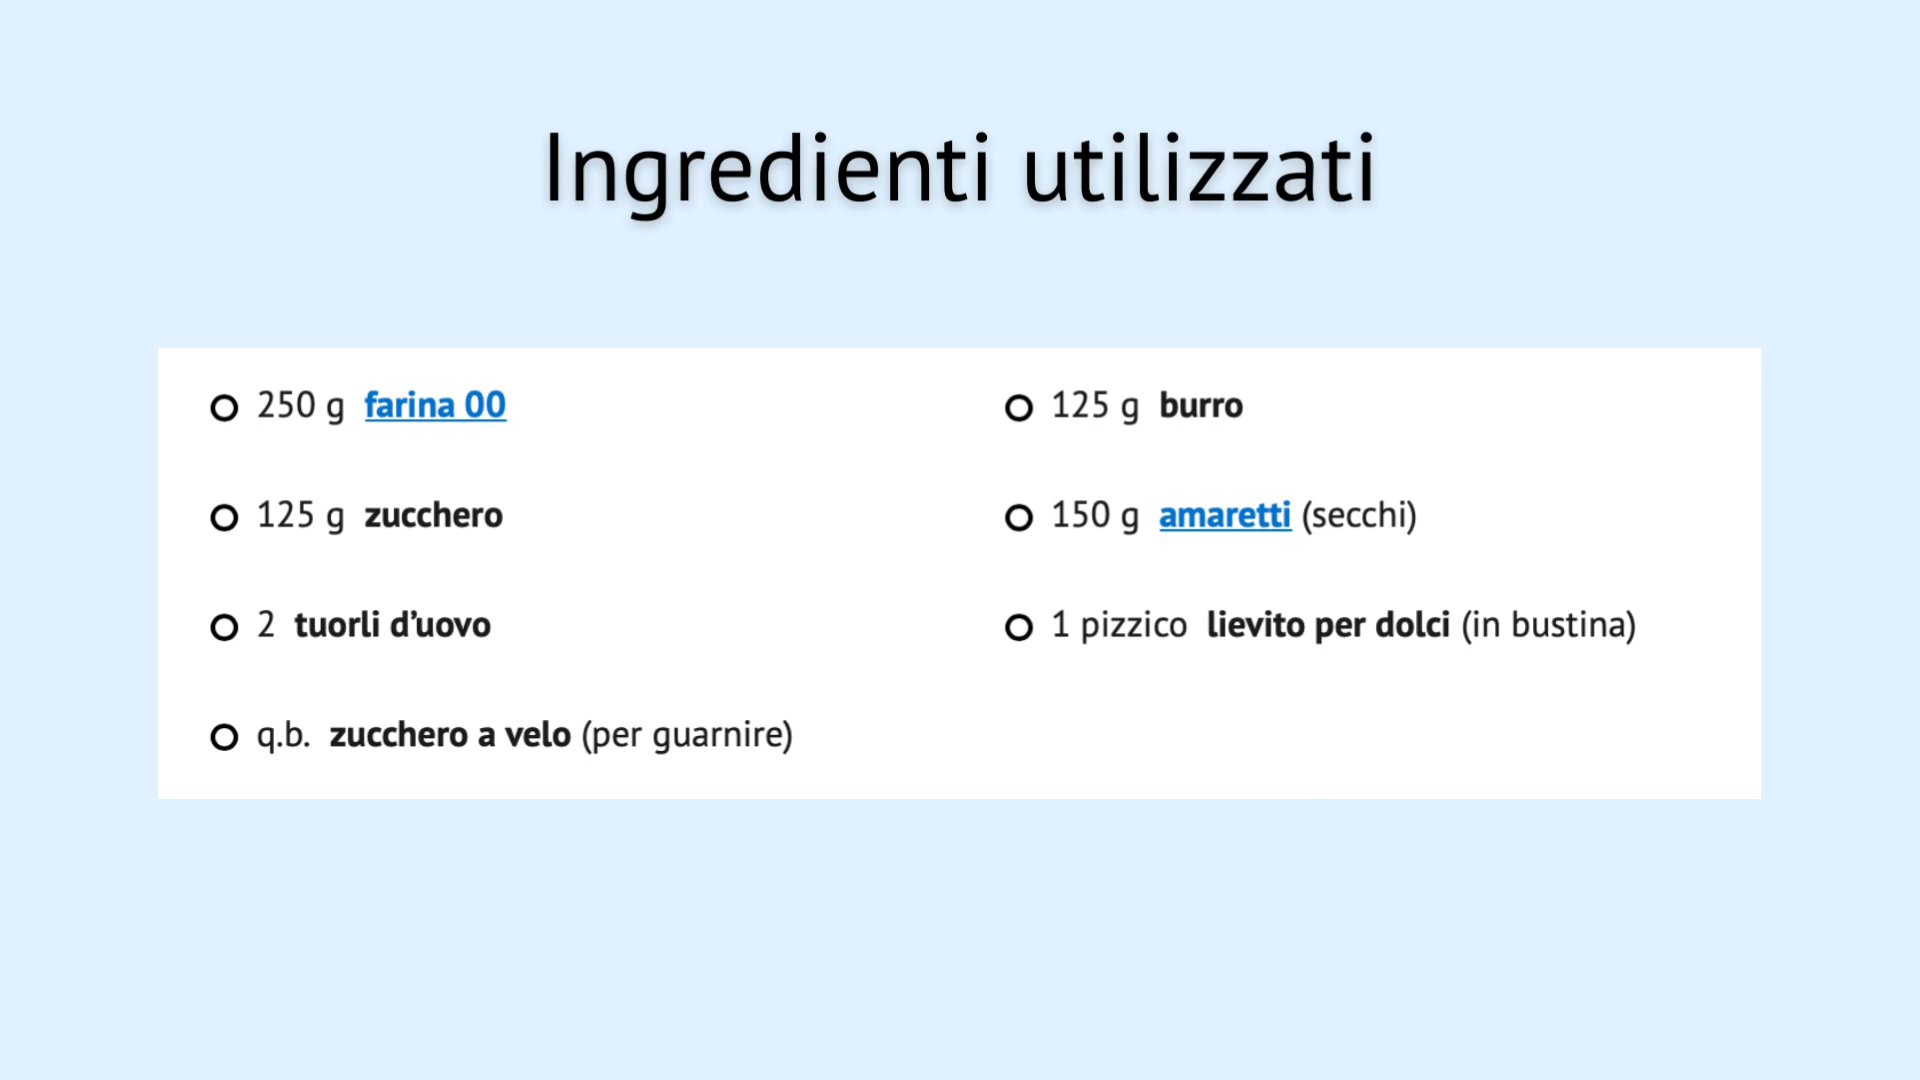 Ingredienti utilizzati
250 g farina 00
125 g burro
125 g zucchero
150 g amaretti (secchi)
2 tuorli d’uovo
1 pizzico lievito per dolci (in bustina)
q.b. zucchero a velo (per guarnire)